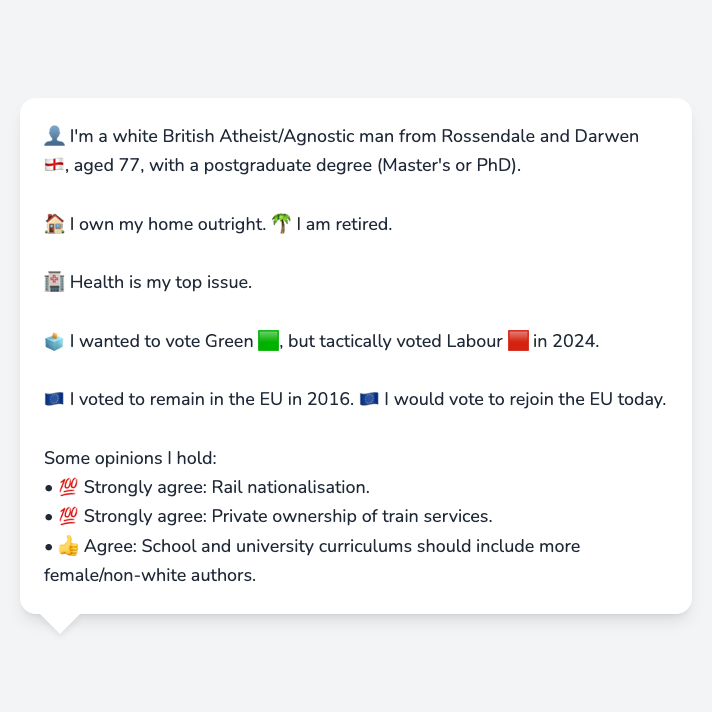 👤 I'm a white British Atheist/Agnostic man from Rossendale and Darwen
🏴󠁧󠁢󠁥󠁮󠁧󠁿, aged 77, with a postgraduate degree (Master's or PhD).
🏠 I own my home outright. 🌴 I am retired.
🏥 Health is my top issue.
🗳️ I wanted to vote Green 🟩, but tactically voted Labour 🟥 in 2024.
🇪🇺 I voted to remain in the EU in 2016. 🇪🇺 I would vote to rejoin the EU today.
Some opinions I hold:
• 💯 Strongly agree: Rail nationalisation.
• 💯 Strongly agree: Private ownership of train services.
• 👍 Agree: School and university curriculums should include more
female/non-white authors.